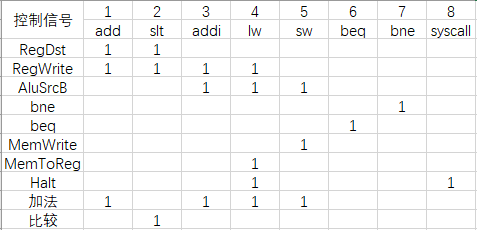 控制信号 1 2 3 4 5 6 7 8
add slt addi lw sw beq bne syscall
RegDst 1 1
RegWrite 1 1 1 1
AluSrcB 1 1 1
bne 1
beq 1
MemWrite 1
MemToReg 1
Halt 1 1
加法 1 1 1 1
比较 1